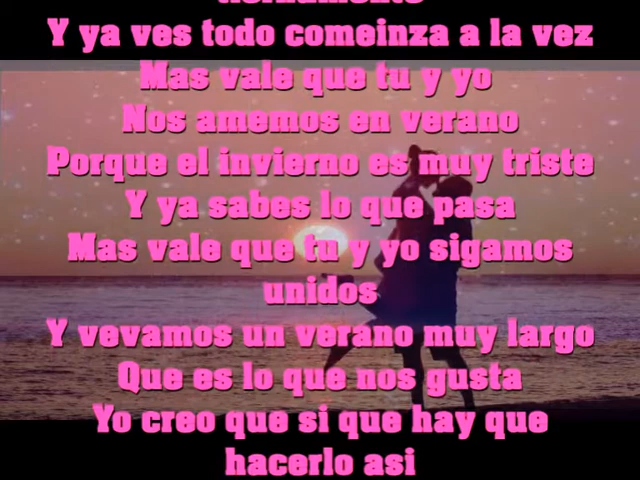 tiernamente
Y ya ves todo comeinza a la vez
Mas vale que tu y yo
Nos amemos en verano
Porque el invierno es muy triste
Y ya sabes lo que pasa
Mas vale que tu y yo sigamos
unidos
Y vevamos un verano muy largo
Que es lo que nos gusta
Yo creo que si que hay que
hacerlo asi